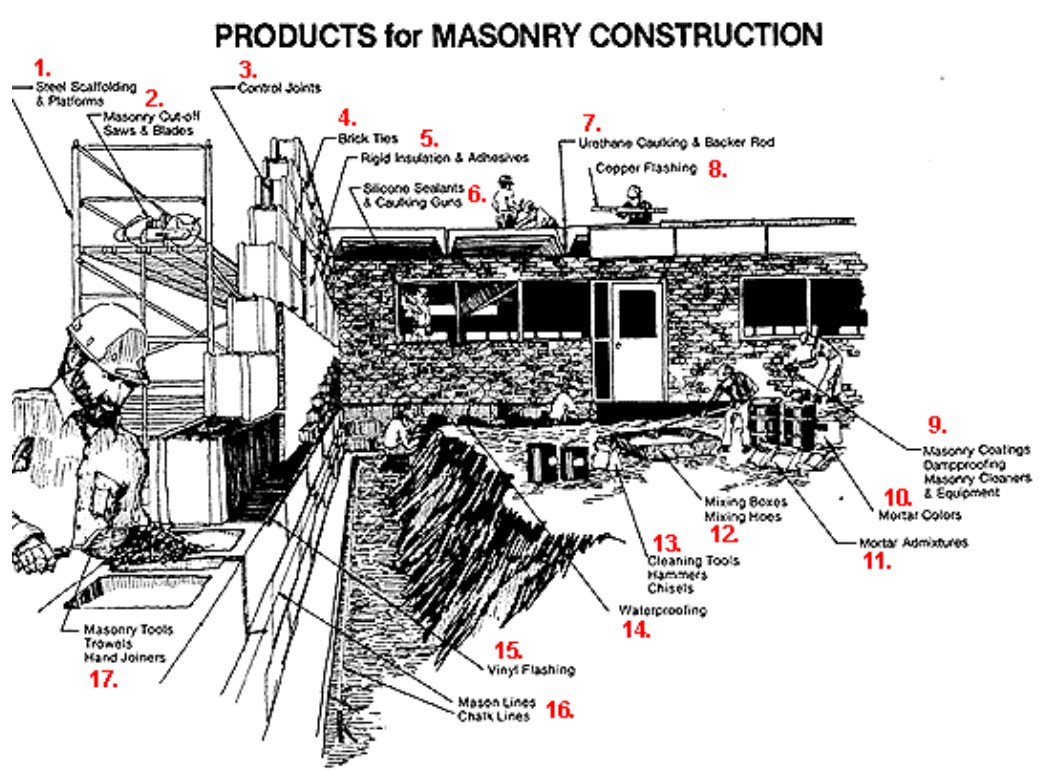 PRODUCTS for MASONRY CONSTRUCTION
1.
Steel Scaffolding
& Platforms
2.
Masonry Cut-off
Saws & Blades
3.
Control Joints
4.
Brick Ties
5.
Rigid Insulation & Adhesives
6.
Silicone Sealants
& Caulking Guns
7.
Urethane Caulking & Backer Rod
Copper Flashing 8.
9.
Masonry Coatings
Dampproofing
Masonry Cleaners
& Equipment
10.
Mortar Colors
Mortar Admixtures
11.
Mixing Boxes
Mixing Hoes
12.
13.
Cleaning Tools
Hammers
Chisels
Waterproofing
14.
15.
Vinyl Flashing
Mason Lines
Chalk Lines
16.
Masonry Tools
Trowels
Hand Joiners
17.